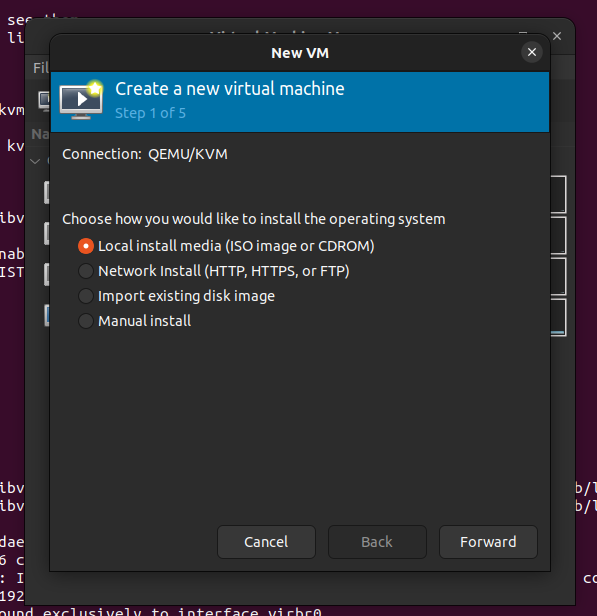 see the
li
New VM
Fil
Create a new virtual machine
Step 1 of 5
kvm
Na
kv
Connection: QEMU/KVM
ibv
Choose how you would like to install the operating system
nab
Local install media (ISO image or CDROM)
IST
Network Install (HTTP, HTTPS, or FTP)
Import existing disk image
Manual install
ibv
b/l
ibv
b/l
dae
Cancel
Back
Forward
6 c
: I
co
192
ound exclusively to interface virbr0